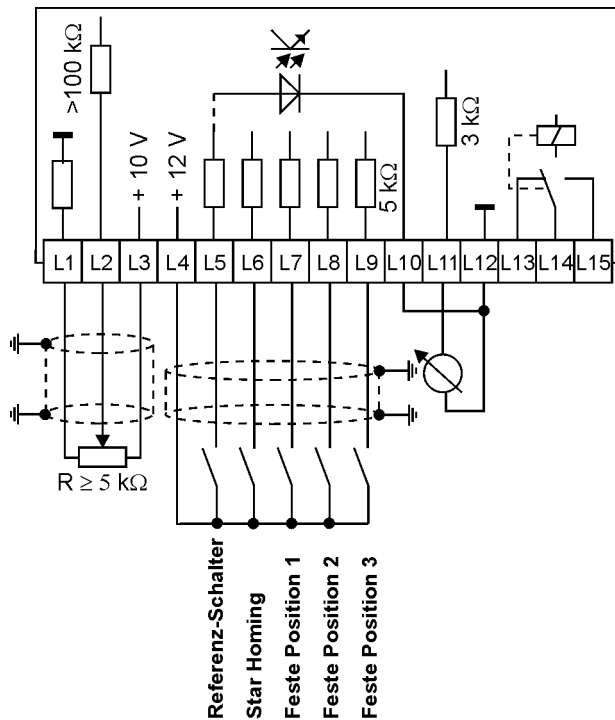 >100 kΩ
+ 10 V
+ 12 V
5 kΩ
3 kΩ
L1 L2 L3 L4 L5 L6 L7 L8 L9 L10 L11 L12 L13 L14 L15
R ≥ 5 kΩ
Referenz-Schalter
Star Homing
Feste Position 1
Feste Position 2
Feste Position 3